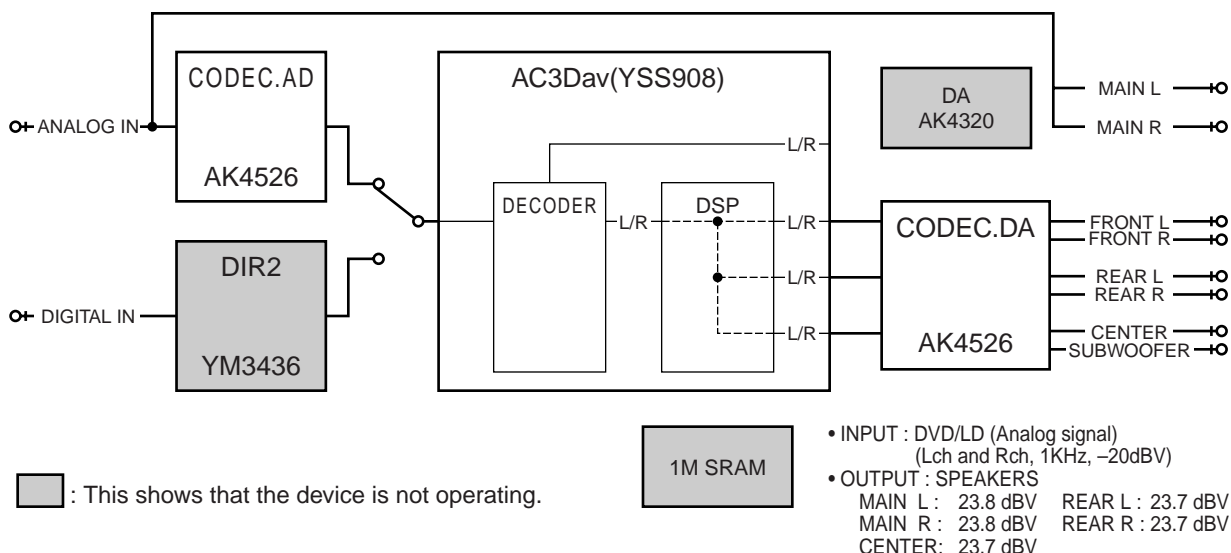 CODEC.AD
AK4526
AC3Dav(YSS908)
DA
AK4320
MAIN L
MAIN R
ANALOG IN
L/R
DECODER
L/R
DSP
L/R
L/R
L/R
CODEC.DA
AK4526
FRONT L
FRONT R
REAR L
REAR R
CENTER
SUBWOOFER
DIR2
YM3436
DIGITAL IN
1M SRAM
: This shows that the device is not operating.
• INPUT : DVD/LD (Analog signal)
(Lch and Rch, 1KHz, –20dBV)
• OUTPUT : SPEAKERS
MAIN L : 23.8 dBV REAR L : 23.7 dBV
MAIN R : 23.8 dBV REAR R : 23.7 dBV
CENTER: 23.7 dBV